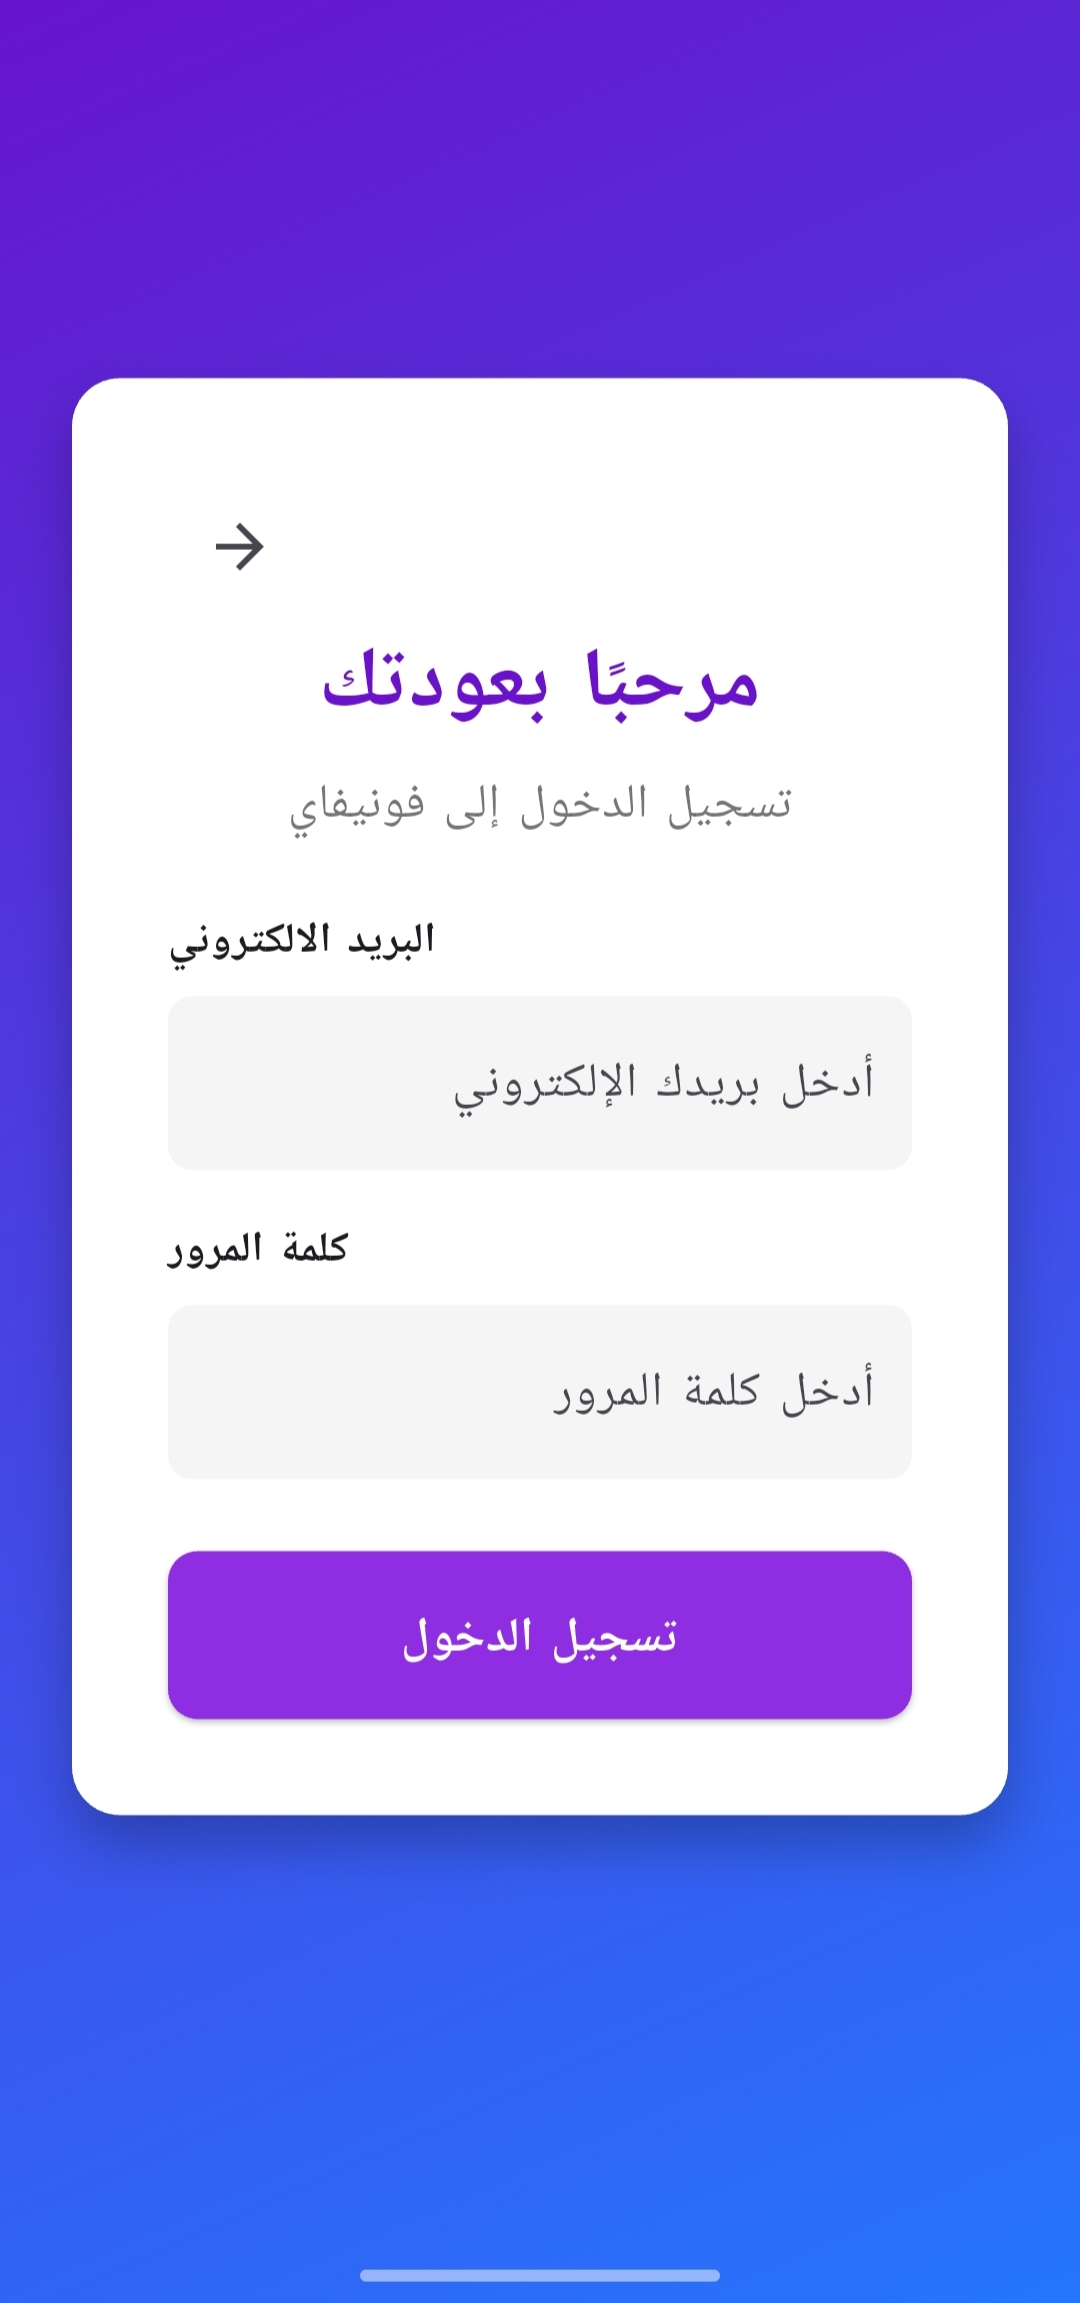 مرحبًا بعودتك
تسجيل الدخول إلى فونيفاي
البريد الالكتروني
أدخل بريدك الإلكتروني
كلمة المرور
أدخل كلمة المرور
تسجيل الدخول